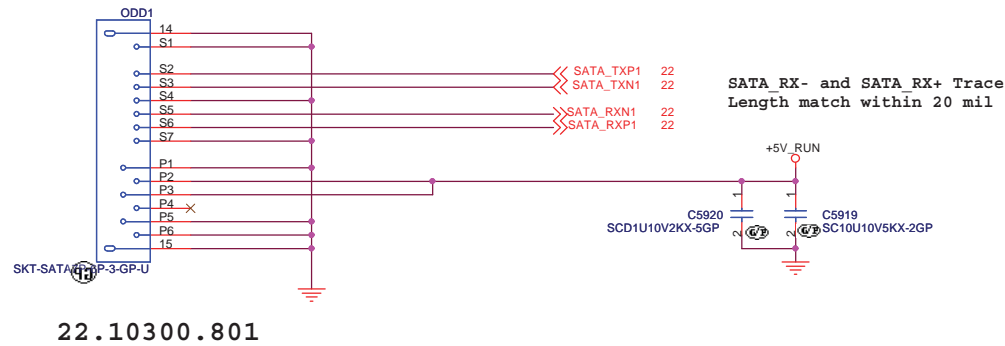 ODD1
14
S1
S2
SATA_TXP1 22
S3
SATA_TXN1 22
S4
S5
SATA_RXN1 22
S6
SATA_RXP1 22
S7
SATA_RX- and SATA_RX+ Trace
Length match within 20 mil
+5V_RUN
P1
P2
P3
P4
P5
P6
15
1
C5920
SCD1U10V2KX-5GP
2
G/P
1
C5919
SC10U10V5KX-2GP
2
G/P
22.10300.801